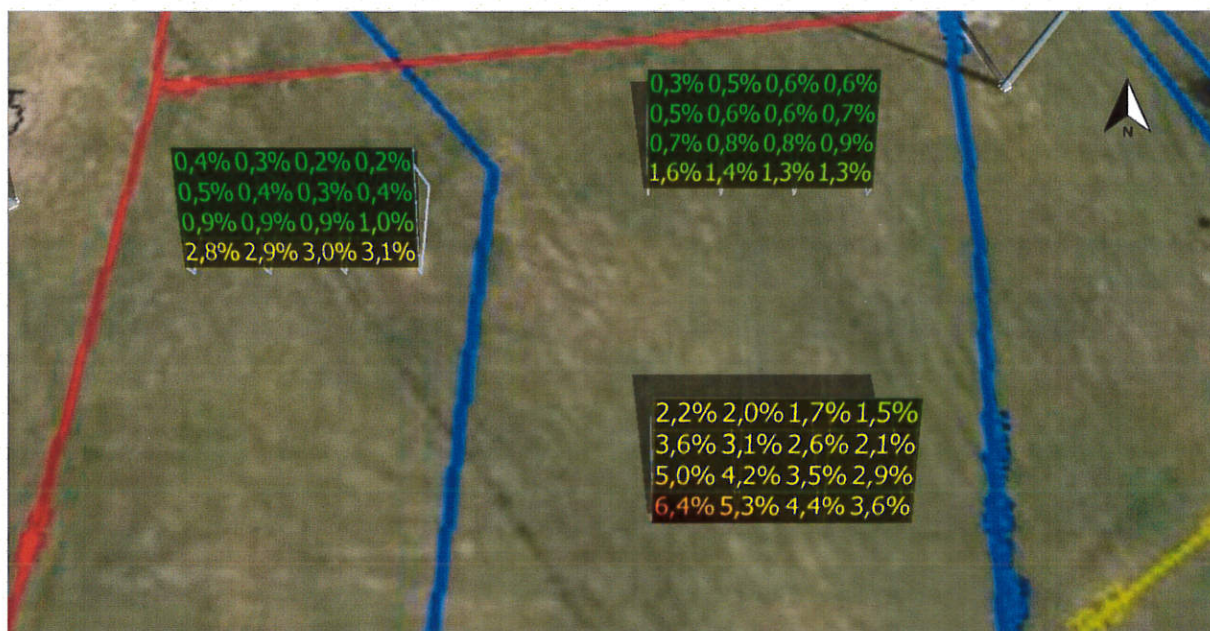 5
0,4% 0,3% 0,2% 0,2%
0,5% 0,4% 0,3% 0,4%
0,9% 0,9% 0,9% 1,0%
2,8% 2,9% 3,0% 3,1%
0,3% 0,5% 0,6% 0,6%
0,5% 0,6% 0,6% 0,7%
0,7% 0,8% 0,8% 0,9%
1,6% 1,4% 1,3% 1,3%
N
2,2% 2,0% 1,7% 1,5%
3,6% 3,1% 2,6% 2,1%
5,0% 4,2% 3,5% 2,9%
6,4% 5,3% 4,4% 3,6%